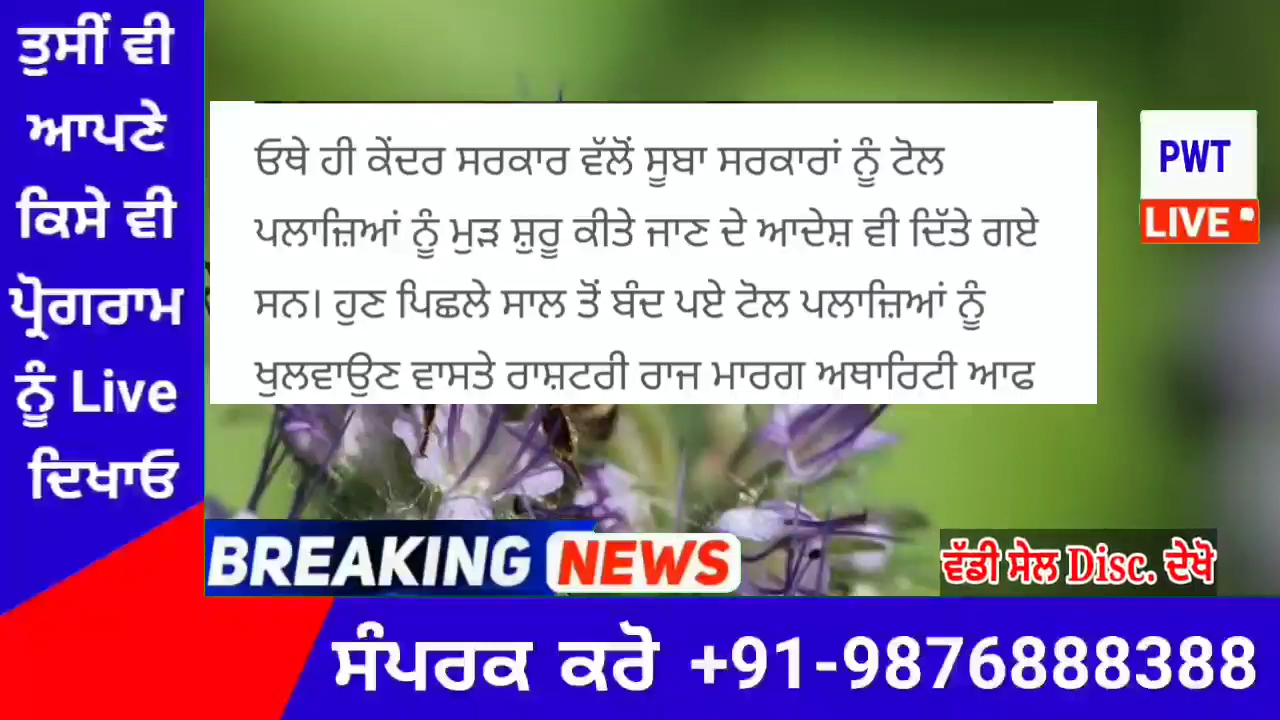 ਤੁਸੀਂ ਵੀ
ਆਪਣੇ
ਕਿਸੇ ਵੀ
ਪ੍ਰੋਗਰਾਮ
ਨੂੰ Live
ਦਿਖਾਓ
ਓਥੇ ਹੀ ਕੇਂਦਰ ਸਰਕਾਰ ਵੱਲੋਂ ਸੂਬਾ ਸਰਕਾਰਾਂ ਨੂੰ ਟੋਲ
ਪਲਾਜ਼ਿਆਂ ਨੂੰ ਮੁੜ ਸ਼ੁਰੂ ਕੀਤੇ ਜਾਣ ਦੇ ਆਦੇਸ਼ ਵੀ ਦਿੱਤੇ ਗਏ
ਸਨ। ਹੁਣ ਪਿਛਲੇ ਸਾਲ ਤੋਂ ਬੰਦ ਪਏ ਟੋਲ ਪਲਾਜ਼ਿਆਂ ਨੂੰ
ਖੁਲਵਾਉਣ ਵਾਸਤੇ ਰਾਸ਼ਟਰੀ ਰਾਜ ਮਾਰਗ ਅਥਾਰਿਟੀ ਆਫ
PWT
LIVE
BREAKING NEWS
ਵੱਡੀ ਸੇਲ Disc. ਦੇਖੋ
ਸੰਪਰਕ ਕਰੋ +91-9876888388